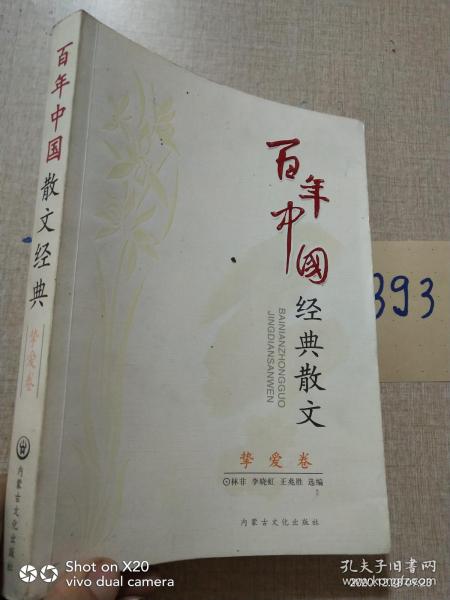 百年中国散文经典
挚爱卷
内蒙古文化出版社
百年
中國
经典散文
BAINIANZHONGGUO
JINGDIANSANWEN
挚爱卷
林非 李晓虹 王兆胜 选编
内蒙古文化出版社
393
Shot on X20
vivo dual camera
孔夫子旧书网